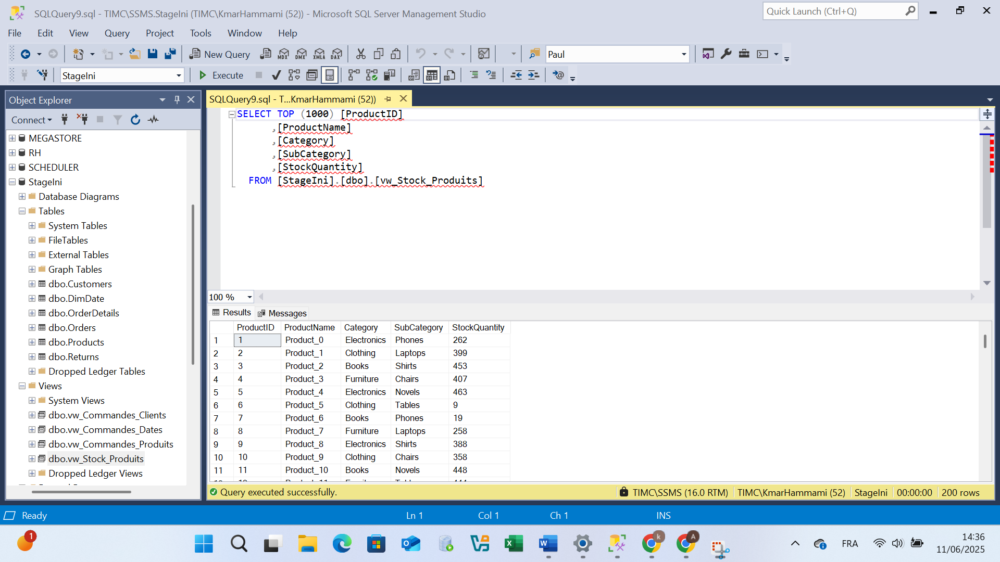 SQLQuery9.sql - TIMC\SSMS.StageIni (TIMC\KmarHammami (52)) - Microsoft SQL Server Management Studio
Quick Launch (Ctrl+Q)
File Edit View Query Project Tools Window Help
New Query MDX DMX XMLA DAX Paul
StageIni Execute
Object Explorer
Connect
MEGASTORE
RH
SCHEDULER
StageIni
Database Diagrams
Tables
System Tables
FileTables
External Tables
Graph Tables
dbo.Customers
dbo.DimDate
dbo.OrderDetails
dbo.Orders
dbo.Products
dbo.Returns
Dropped Ledger Tables
Views
System Views
dbo.vw_Commandes_Clients
dbo.vw_Commandes_Dates
dbo.vw_Commandes_Produits
dbo.vw_Stock_Produits
Dropped Ledger Views
SQLQuery9.sql - T...KmarHammami (52))
SELECT TOP (1000) [ProductID]
,[ProductName]
,[Category]
,[SubCategory]
,[StockQuantity]
FROM [StageIni].[dbo].[vw_Stock_Produits]
100 %
Results Messages
ProductID ProductName Category SubCategory StockQuantity
1 1 Product_0 Electronics Phones 262
2 2 Product_1 Clothing Laptops 399
3 3 Product_2 Books Shirts 453
4 4 Product_3 Furniture Chairs 407
5 5 Product_4 Electronics Novels 463
6 6 Product_5 Clothing Tables 9
7 7 Product_6 Books Phones 19
8 8 Product_7 Furniture Laptops 258
9 9 Product_8 Electronics Shirts 388
10 10 Product_9 Clothing Chairs 358
11 11 Product_10 Books Novels 448
Query executed successfully. TIMC\SSMS (16.0 RTM) TIMC\KmarHammami (52) StageIni 00:00:00 200 rows
Ready Ln 1 Col 1 Ch 1 INS
1
k
A
FRA
14:36
11/06/2025